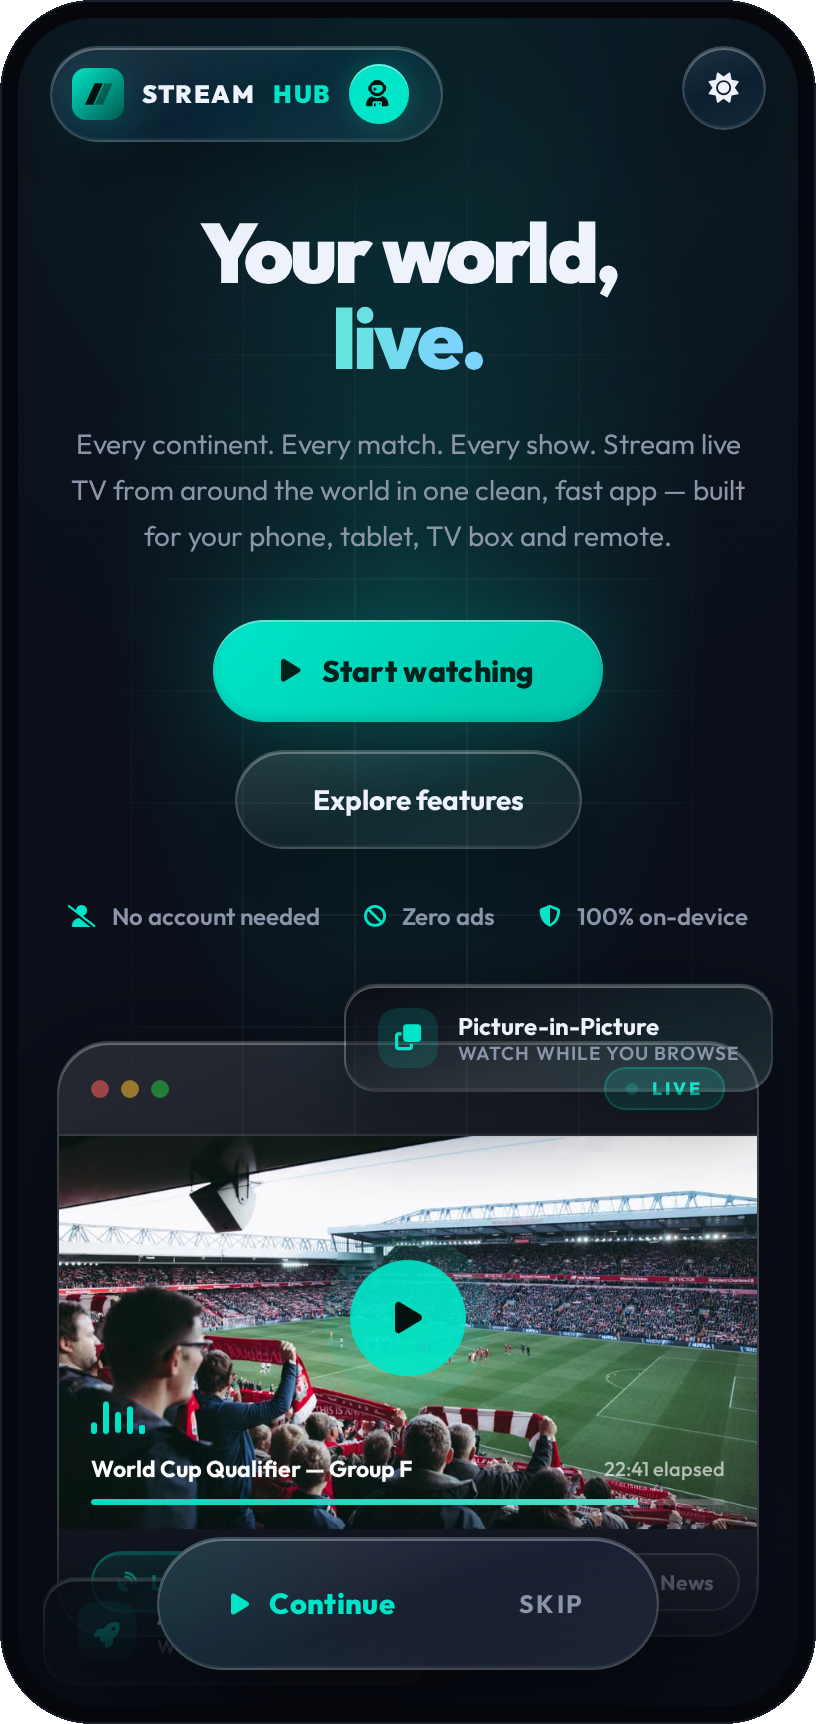 STREAM HUB
Your world,
live.
Every continent. Every match. Every show. Stream live
TV from around the world in one clean, fast app — built
for your phone, tablet, TV box and remote.
Start watching
Explore features
No account needed
Zero ads
100% on-device
Picture-in-Picture
WATCH WHILE YOU BROWSE
LIVE
World Cup Qualifier — Group F
22:41 elapsed
News
Continue
SKIP